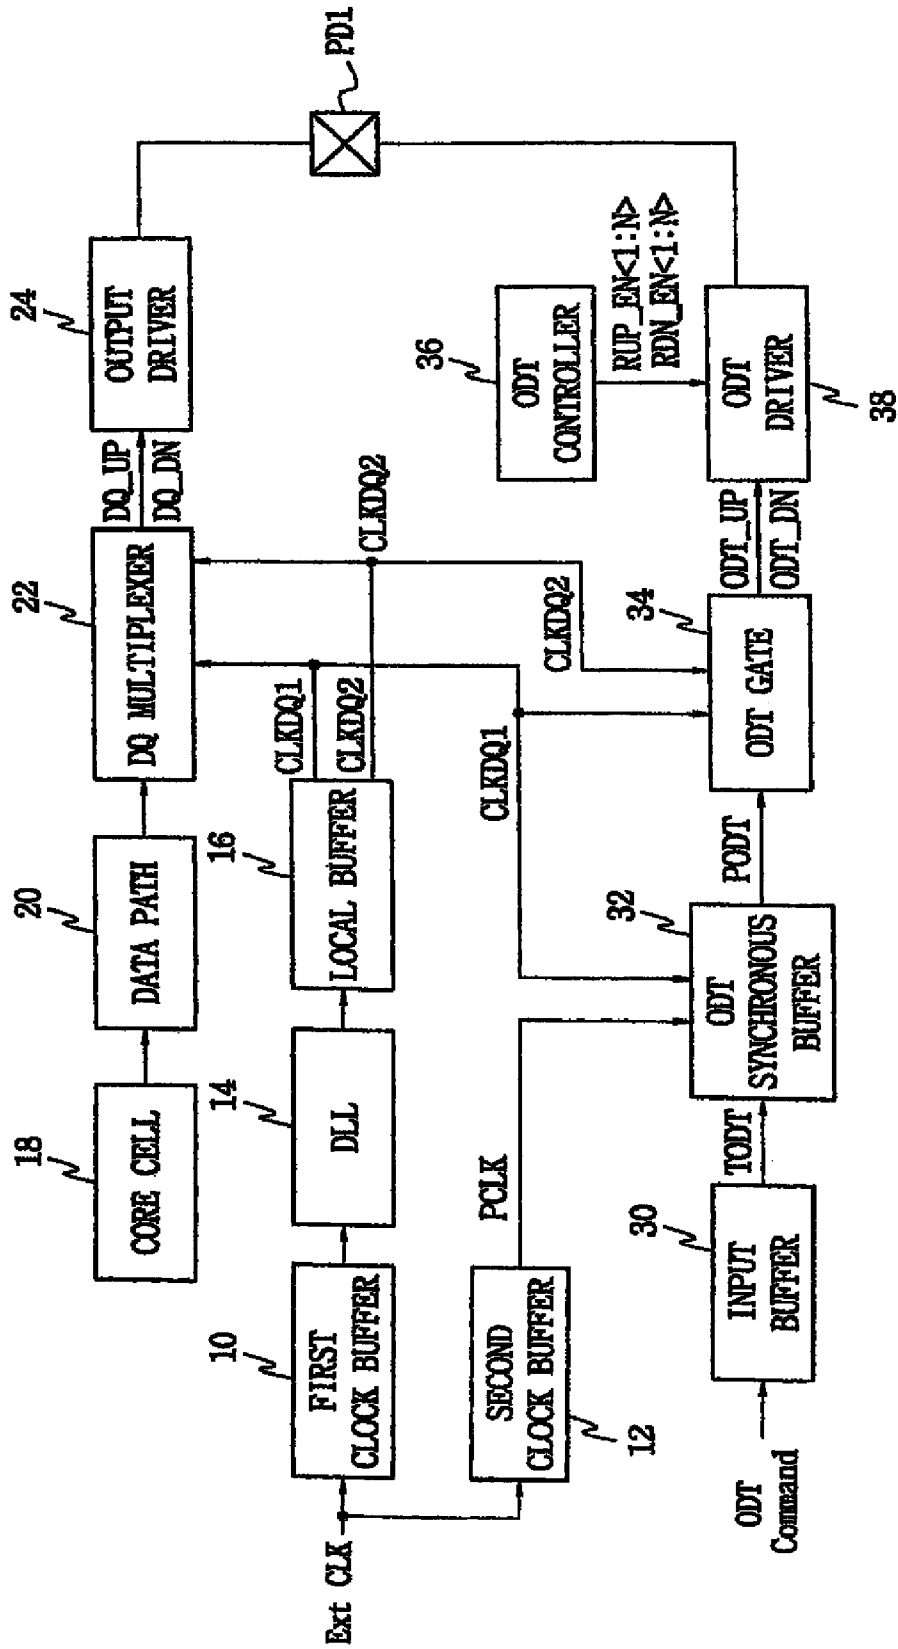 18
CORE CELL
20
DATA PATH
22
DQ MULTIPLEXER
DQ_UP
DQ_DN
24
OUTPUT
DRIVER
PD1
Ext CLK
10
FIRST
CLOCK BUFFER
14
DLL
16
LOCAL BUFFER
CLKDQ1
CLKDQ2
CLKDQ2
SECOND
CLOCK BUFFER
12
PCLK
CLKDQ1
CLKDQ2
36
ODT
CONTROLLER
RUP_EN<1:N>
RDN_EN<1:N>
ODT
Command
30
INPUT
BUFFER
TODT
32
ODT
SYNCHRONOUS
BUFFER
PODT
34
ODT GATE
ODT_UP
ODT_DN
ODT
DRIVER
38